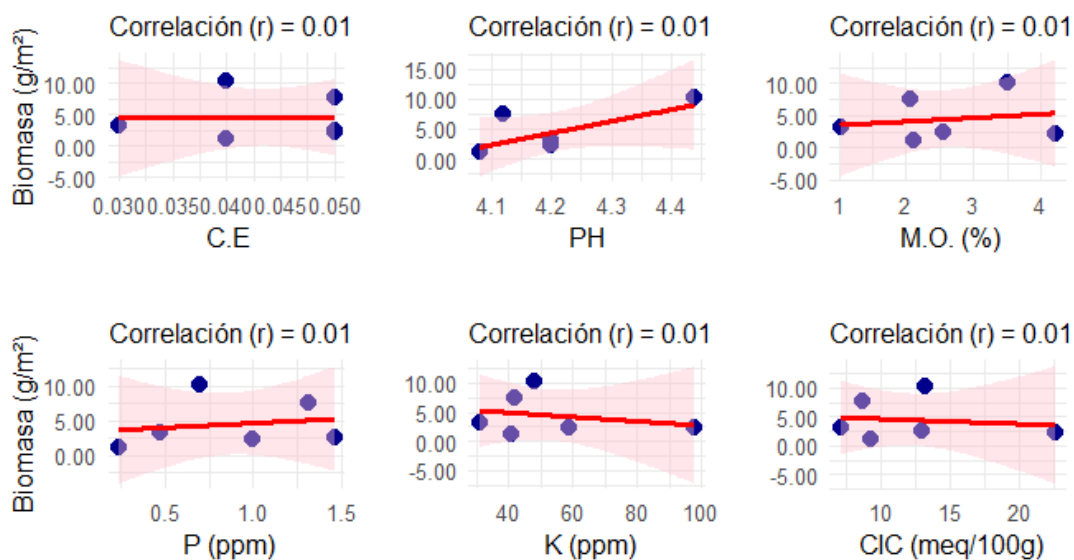 Correlación (r) = 0.01 Correlación (r) = 0.01 Correlación (r) = 0.01
Biomasa (g/m²)
10.00
5.00
0.00
-5.00
0.030 0.035 0.040 0.045 0.050
C.E
15.00
10.00
5.00
0.00
4.1 4.2 4.3 4.4
PH
10.00
5.00
0.00
-5.00
1 2 3 4
M.O. (%)
Correlación (r) = 0.01 Correlación (r) = 0.01 Correlación (r) = 0.01
Biomasa (g/m²)
10.00
5.00
0.00
0.5 1.0 1.5
P (ppm)
10.00
5.00
0.00
-5.00
40 60 80 100
K (ppm)
10.00
5.00
0.00
-5.00
10 15 20
CIC (meq/100g)